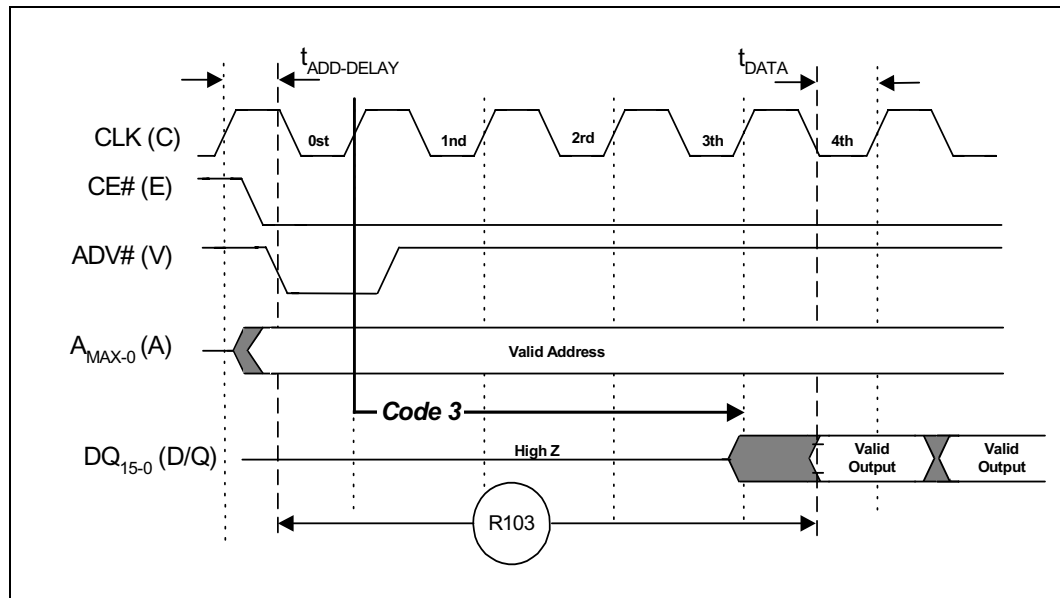 tADD-DELAY
tDATA
CLK (C)
0st
1nd
2rd
3th
4th
CE# (E)
ADV# (V)
AMAX-0 (A)
Valid Address
Code 3
DQ15-0 (D/Q)
High Z
Valid
Output
Valid
Output
R103